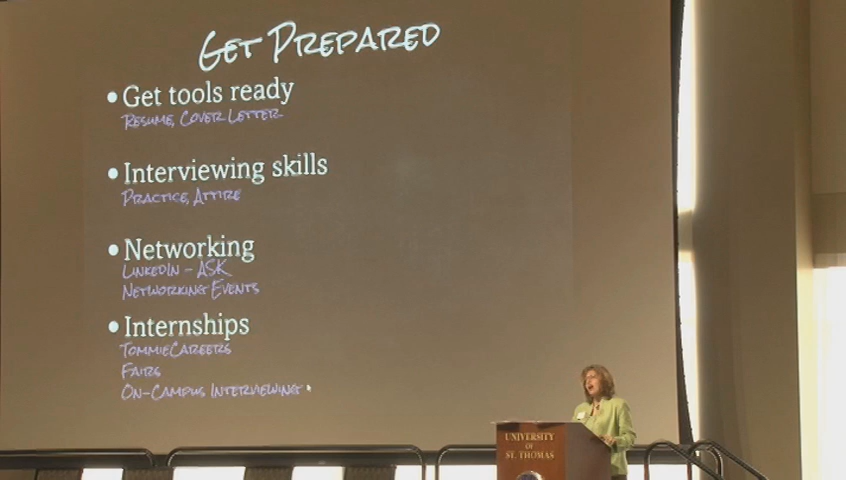 Get Prepared
• Get tools ready
Resume, Cover Letter
• Interviewing skills
Practice, Attire
• Networking
LinkedIn - ASK
Networking Events
• Internships
TommieCareers
Fairs
On-Campus Interviewing
UNIVERSITY
OF
ST. THOMAS